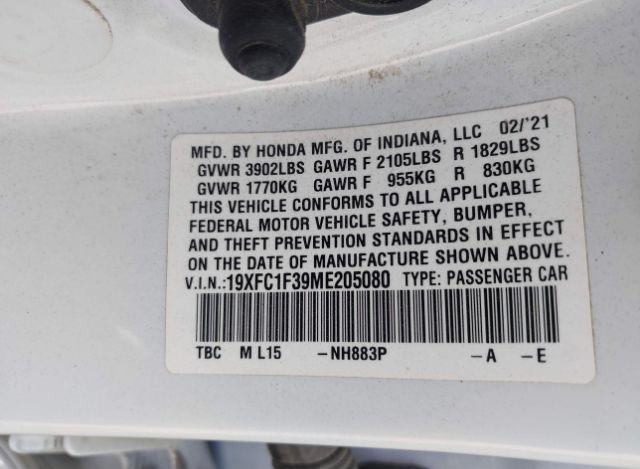 MFD. BY HONDA MFG. OF INDIANA, LLC 02/'21
GVWR 3902LBS GAWR F 2105LBS R 1829LBS
GVWR 1770KG GAWR F 955KG R 830KG
THIS VEHICLE CONFORMS TO ALL APPLICABLE
FEDERAL MOTOR VEHICLE SAFETY, BUMPER,
AND THEFT PREVENTION STANDARDS IN EFFECT
ON THE DATE OF MANUFACTURE SHOWN ABOVE.
V.I.N.:19XFC1F39ME205080 TYPE: PASSENGER CAR
TBC M L15 –NH883P –A –E